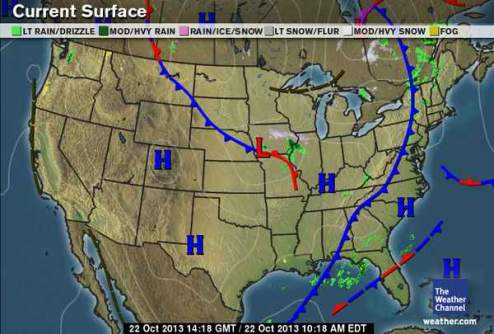 Current Surface
LT RAIN/DRIZZLE MOD/HVY RAIN RAIN/ICE/SNOW LT SNOW/FLUR MOD/HVY SNOW FOG
H
L
H
H
H
H
H
The
Weather
Channel
weather.com
22 Oct 2013 14:18 GMT / 22 Oct 2013 10:18 AM EDT